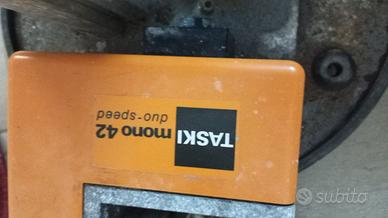 TASKI
mono 42
duo-speed
subito